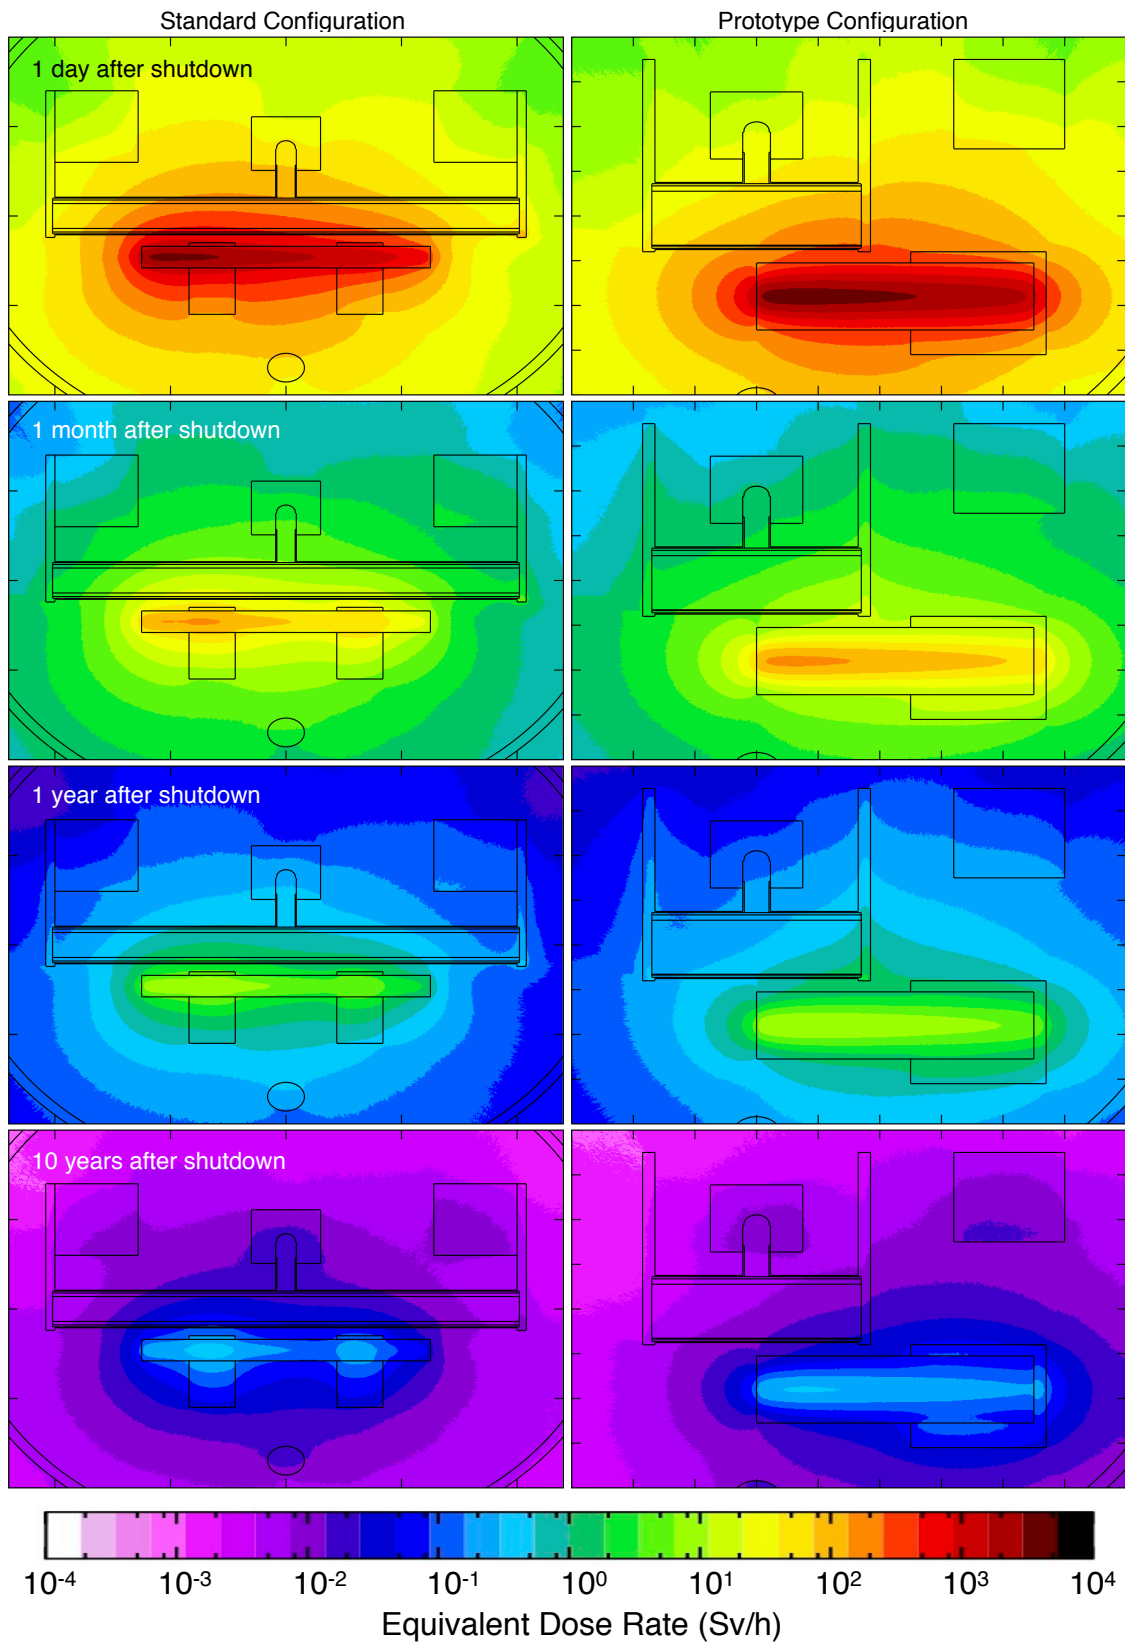 Standard Configuration Prototype Configuration
1 day after shutdown
1 month after shutdown
1 year after shutdown
10 years after shutdown
10-4 10-3 10-2 10-1 100 101 102 103 104
Equivalent Dose Rate (Sv/h)